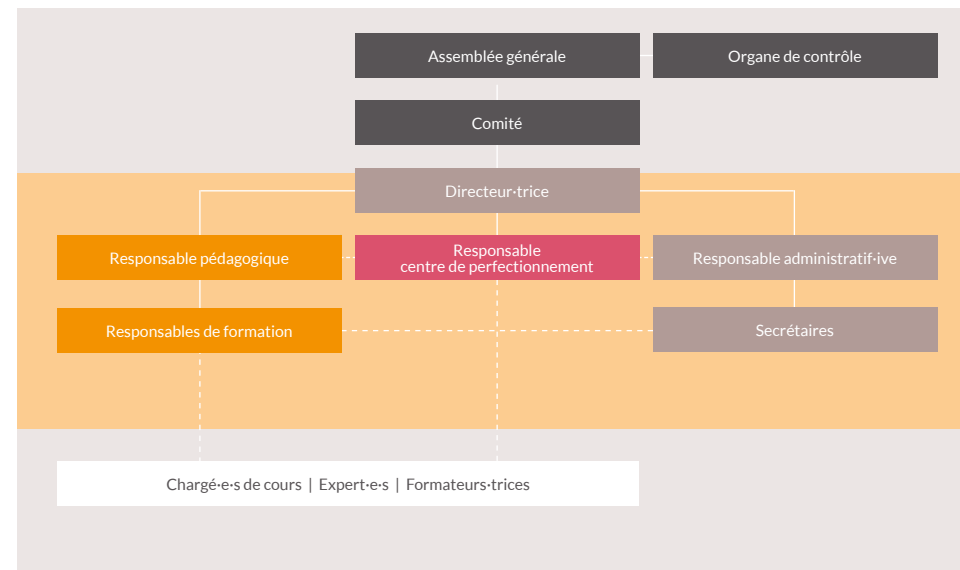 Assemblée générale
Organe de contrôle
Comité
Directeur·trice
Responsable pédagogique
Responsable
centre de perfectionnement
Responsable administratif·ive
Responsables de formation
Secrétaires
Chargé·e·s de cours | Expert·e·s | Formateurs·trices